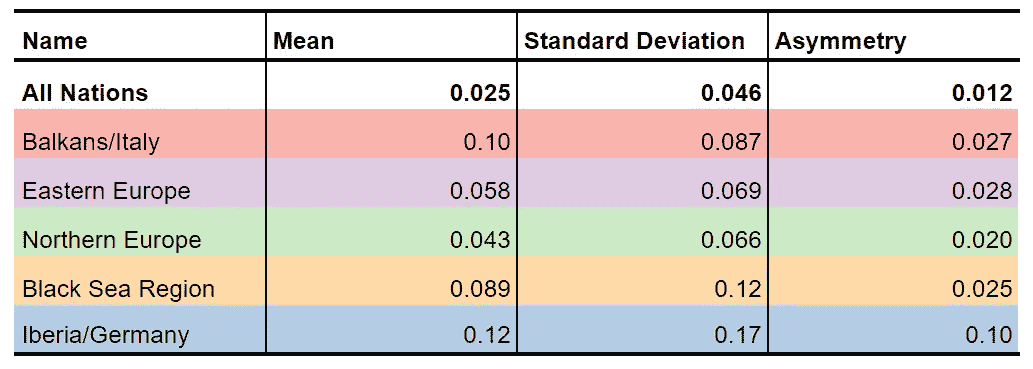 Name Mean Standard Deviation Asymmetry
All Nations 0.025 0.046 0.012
Balkans/Italy 0.10 0.087 0.027
Eastern Europe 0.058 0.069 0.028
Northern Europe 0.043 0.066 0.020
Black Sea Region 0.089 0.12 0.025
Iberia/Germany 0.12 0.17 0.10